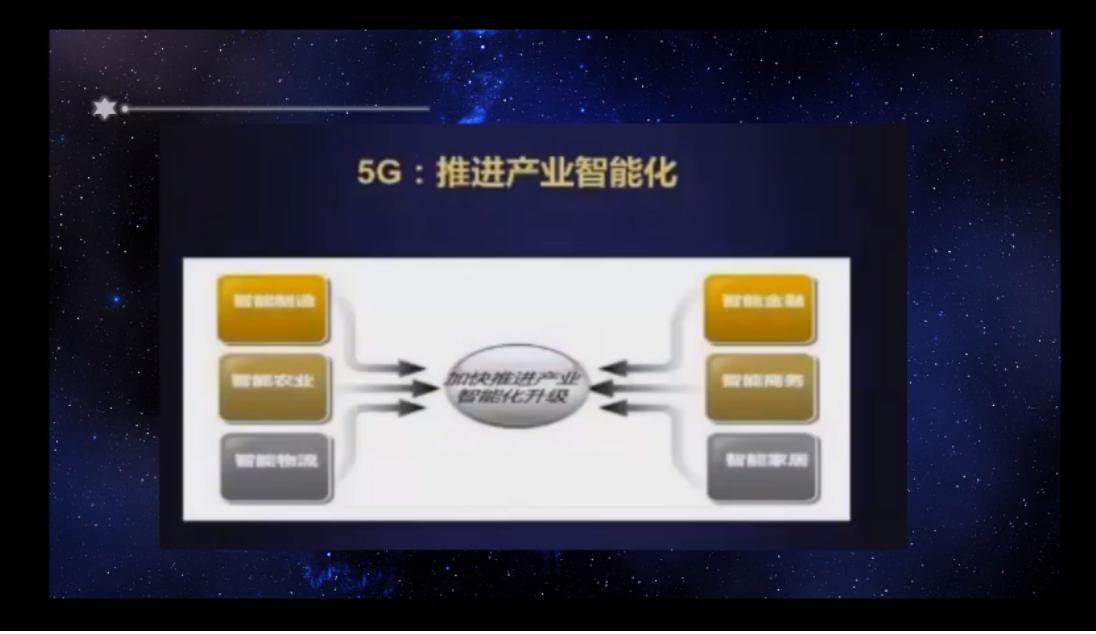 5G：推进产业智能化
智能制造
智能农业
智能物流
加快推进产业
智能化升级
智能金融
智能商务
智能家居